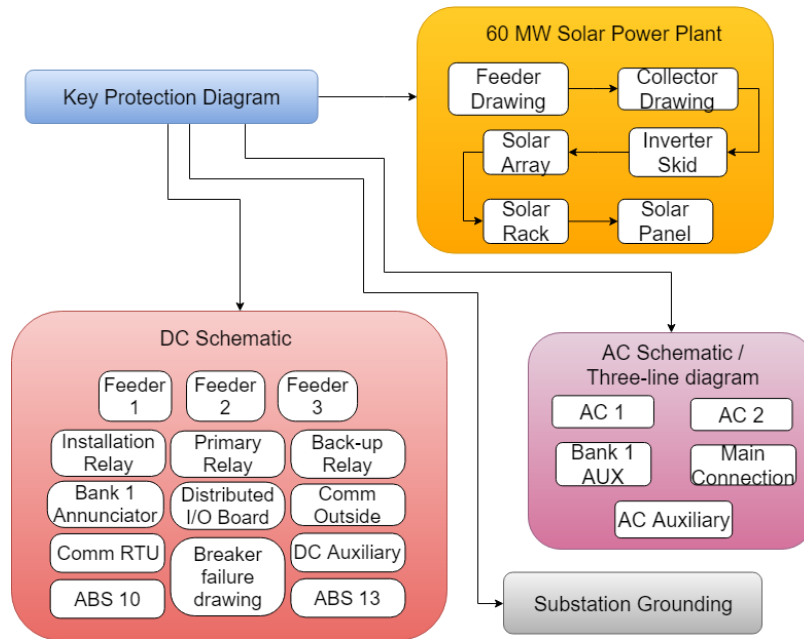 60 MW Solar Power Plant
Key Protection Diagram
Feeder
Drawing
Collector
Drawing
Solar
Array
Inverter
Skid
Solar
Rack
Solar
Panel
DC Schematic
Feeder
1
Feeder
2
Feeder
3
Installation
Relay
Primary
Relay
Back-up
Relay
Bank 1
Annunciator
Distributed
I/O Board
Comm
Outside
Comm RTU
Breaker
failure
drawing
DC Auxiliary
ABS 10
ABS 13
AC Schematic /
Three-line diagram
AC 1
AC 2
Bank 1
AUX
Main
Connection
AC Auxiliary
Substation Grounding